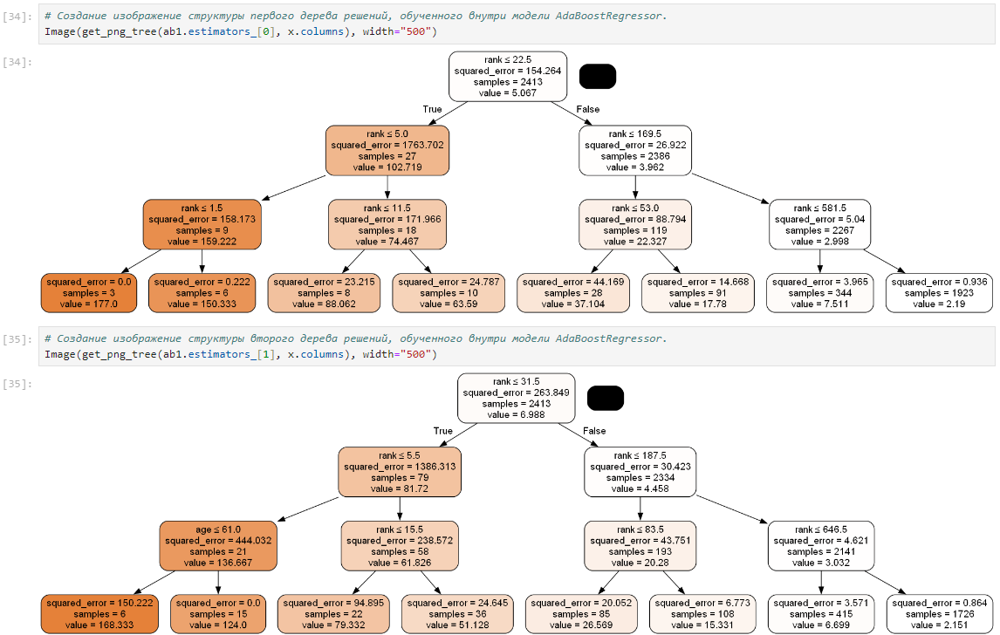 [34]:
# Создание изображение структуры первого дерева решений, обученного внутри модели AdaBoostRegressor.
Image(get_png_tree(ab1.estimators_[0], x.columns), width="500")
[34]:
rank ≤ 22.5
squared_error = 154.264
samples = 2413
value = 5.067
True
False
rank ≤ 5.0
squared_error = 1763.702
samples = 27
value = 102.719
rank ≤ 169.5
squared_error = 26.922
samples = 2386
value = 3.962
rank ≤ 1.5
squared_error = 158.173
samples = 9
value = 159.222
rank ≤ 11.5
squared_error = 171.966
samples = 18
value = 74.467
rank ≤ 53.0
squared_error = 88.794
samples = 119
value = 22.327
rank ≤ 581.5
squared_error = 5.04
samples = 2267
value = 2.998
squared_error = 0.0
samples = 3
value = 177.0
squared_error = 0.222
samples = 6
value = 150.333
squared_error = 23.215
samples = 8
value = 88.062
squared_error = 24.787
samples = 10
value = 63.59
squared_error = 44.169
samples = 28
value = 37.104
squared_error = 14.668
samples = 91
value = 17.78
squared_error = 3.965
samples = 344
value = 7.511
squared_error = 0.936
samples = 1923
value = 2.19
[35]:
# Создание изображение структуры второго дерева решений, обученного внутри модели AdaBoostRegressor.
Image(get_png_tree(ab1.estimators_[1], x.columns), width="500")
[35]:
rank ≤ 31.5
squared_error = 263.849
samples = 2413
value = 6.988
True
False
rank ≤ 5.5
squared_error = 1386.313
samples = 79
value = 81.72
rank ≤ 187.5
squared_error = 30.423
samples = 2334
value = 4.458
age ≤ 61.0
squared_error = 444.032
samples = 21
value = 136.667
rank ≤ 15.5
squared_error = 238.572
samples = 58
value = 61.826
rank ≤ 83.5
squared_error = 43.751
samples = 193
value = 20.28
rank ≤ 646.5
squared_error = 4.621
samples = 2141
value = 3.032
squared_error = 150.222
samples = 6
value = 168.333
squared_error = 0.0
samples = 15
value = 124.0
squared_error = 94.895
samples = 22
value = 79.332
squared_error = 24.645
samples = 36
value = 51.128
squared_error = 20.052
samples = 85
value = 26.569
squared_error = 6.773
samples = 108
value = 15.331
squared_error = 3.571
samples = 415
value = 6.699
squared_error = 0.864
samples = 1726
value = 2.151